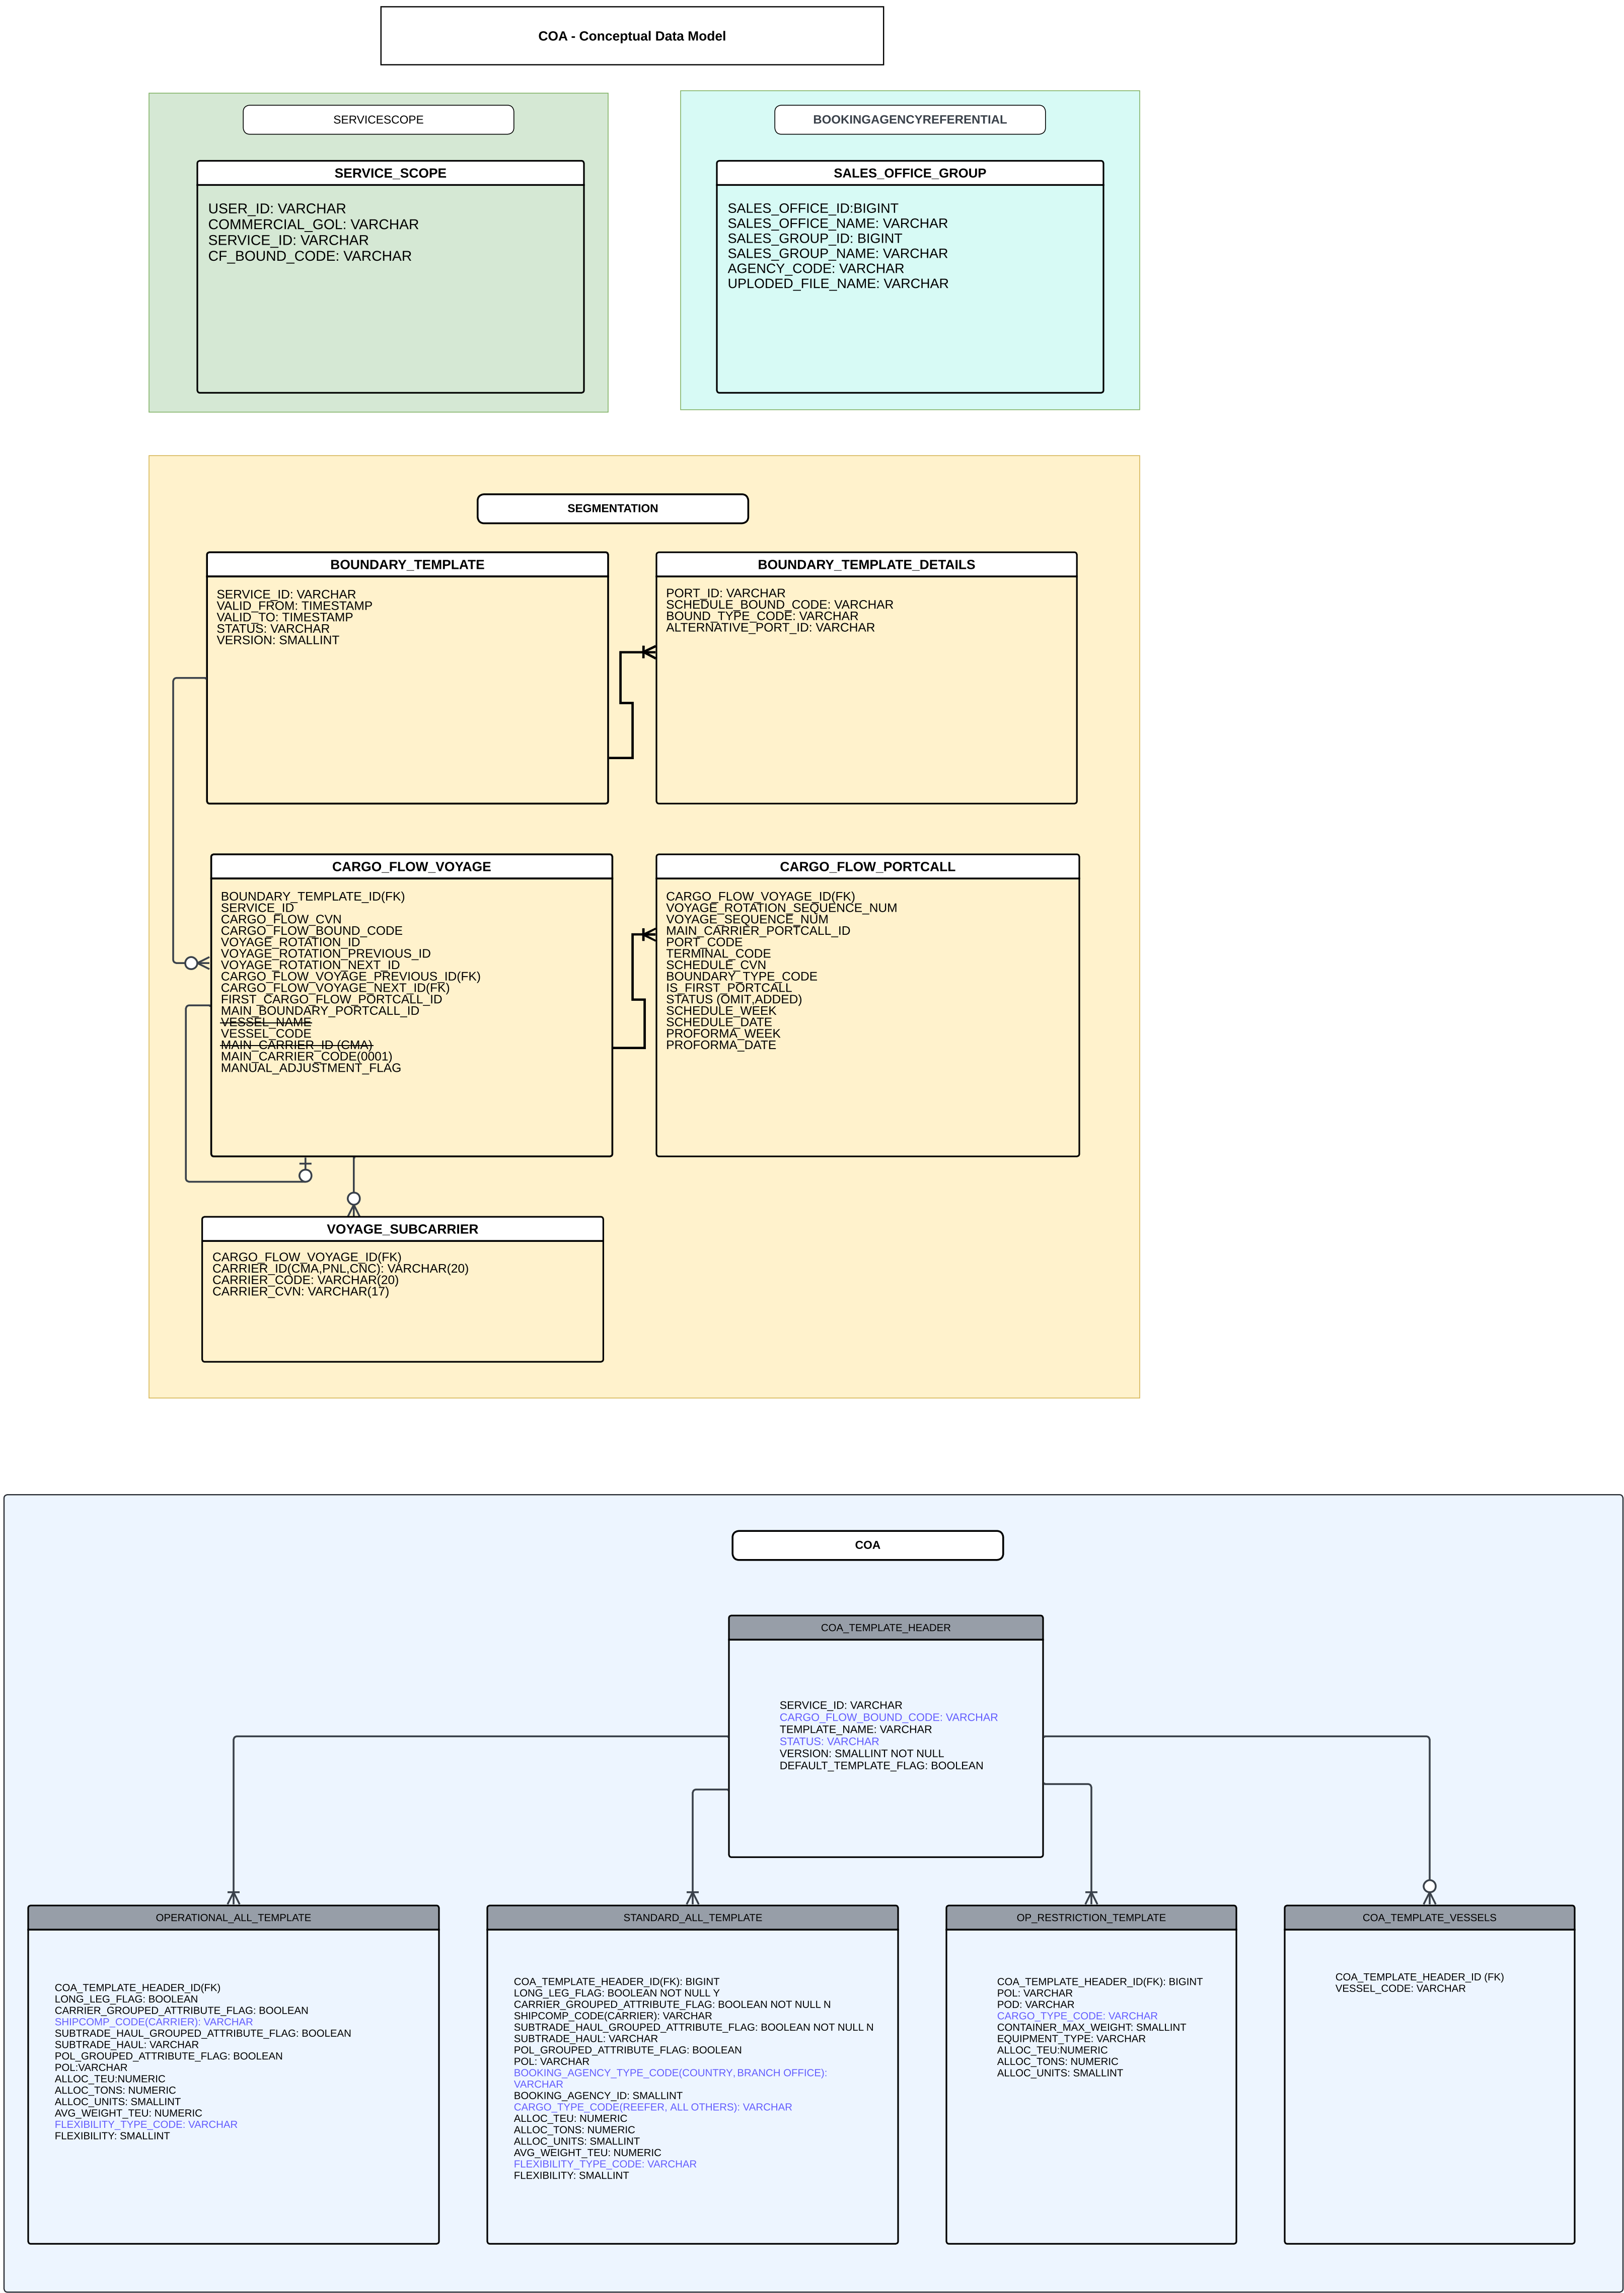 COA - Conceptual Data Model
SERVICESCOPE
SERVICE_SCOPE
USER_ID: VARCHAR
COMMERCIAL_GOL: VARCHAR
SERVICE_ID: VARCHAR
CF_BOUND_CODE: VARCHAR
BOOKINGAGENCYREFERENTIAL
SALES_OFFICE_GROUP
SALES_OFFICE_ID:BIGINT
SALES_OFFICE_NAME: VARCHAR
SALES_GROUP_ID: BIGINT
SALES_GROUP_NAME: VARCHAR
AGENCY_CODE: VARCHAR
UPLODED_FILE_NAME: VARCHAR
SEGMENTATION
BOUNDARY_TEMPLATE
SERVICE_ID: VARCHAR
VALID_FROM: TIMESTAMP
VALID_TO: TIMESTAMP
STATUS: VARCHAR
VERSION: SMALLINT
BOUNDARY_TEMPLATE_DETAILS
PORT_ID: VARCHAR
SCHEDULE_BOUND_CODE: VARCHAR
BOUND_TYPE_CODE: VARCHAR
ALTERNATIVE_PORT_ID: VARCHAR
CARGO_FLOW_VOYAGE
BOUNDARY_TEMPLATE_ID(FK)
SERVICE_ID
CARGO_FLOW_CVN
CARGO_FLOW_BOUND_CODE
VOYAGE_ROTATION_ID
VOYAGE_ROTATION_PREVIOUS_ID
VOYAGE_ROTATION_NEXT_ID
CARGO_FLOW_VOYAGE_PREVIOUS_ID(FK)
CARGO_FLOW_VOYAGE_NEXT_ID(FK)
FIRST_CARGO_FLOW_PORTCALL_ID
MAIN_BOUNDARY_PORTCALL_ID
VESSEL_NAME
VESSEL_CODE
MAIN_CARRIER_ID (CMA)
MAIN_CARRIER_CODE(0001)
MANUAL_ADJUSTMENT_FLAG
CARGO_FLOW_PORTCALL
CARGO_FLOW_VOYAGE_ID(FK)
VOYAGE_ROTATION_SEQUENCE_NUM
VOYAGE_SEQUENCE_NUM
MAIN_CARRIER_PORTCALL_ID
PORT_CODE
TERMINAL_CODE
SCHEDULE_CVN
BOUNDARY_TYPE_CODE
IS_FIRST_PORTCALL
STATUS (OMIT,ADDED)
SCHEDULE_WEEK
SCHEDULE_DATE
PROFORMA_WEEK
PROFORMA_DATE
VOYAGE_SUBCARRIER
CARGO_FLOW_VOYAGE_ID(FK)
CARRIER_ID(CMA,PNL,CNC): VARCHAR(20)
CARRIER_CODE: VARCHAR(20)
CARRIER_CVN: VARCHAR(17)
COA
COA_TEMPLATE_HEADER
SERVICE_ID: VARCHAR
CARGO_FLOW_BOUND_CODE: VARCHAR
TEMPLATE_NAME: VARCHAR
STATUS: VARCHAR
VERSION: SMALLINT NOT NULL
DEFAULT_TEMPLATE_FLAG: BOOLEAN
OPERATIONAL_ALL_TEMPLATE
COA_TEMPLATE_HEADER_ID(FK)
LONG_LEG_FLAG: BOOLEAN
CARRIER_GROUPED_ATTRIBUTE_FLAG: BOOLEAN
SHIPCOMP_CODE(CARRIER): VARCHAR
SUBTRADE_HAUL_GROUPED_ATTRIBUTE_FLAG: BOOLEAN
SUBTRADE_HAUL: VARCHAR
POL_GROUPED_ATTRIBUTE_FLAG: BOOLEAN
POL:VARCHAR
ALLOC_TEU:NUMERIC
ALLOC_TONS: NUMERIC
ALLOC_UNITS: SMALLINT
AVG_WEIGHT_TEU: NUMERIC
FLEXIBILITY_TYPE_CODE: VARCHAR
FLEXIBILITY: SMALLINT
STANDARD_ALL_TEMPLATE
COA_TEMPLATE_HEADER_ID(FK): BIGINT
LONG_LEG_FLAG: BOOLEAN NOT NULL Y
CARRIER_GROUPED_ATTRIBUTE_FLAG: BOOLEAN NOT NULL N
SHIPCOMP_CODE(CARRIER): VARCHAR
SUBTRADE_HAUL_GROUPED_ATTRIBUTE_FLAG: BOOLEAN NOT NULL N
SUBTRADE_HAUL: VARCHAR
POL_GROUPED_ATTRIBUTE_FLAG: BOOLEAN
POL: VARCHAR
BOOKING_AGENCY_TYPE_CODE(COUNTRY, BRANCH OFFICE):
VARCHAR
BOOKING_AGENCY_ID: SMALLINT
CARGO_TYPE_CODE(REEFER, ALL OTHERS): VARCHAR
ALLOC_TEU: NUMERIC
ALLOC_TONS: NUMERIC
ALLOC_UNITS: SMALLINT
AVG_WEIGHT_TEU: NUMERIC
FLEXIBILITY_TYPE_CODE: VARCHAR
FLEXIBILITY: SMALLINT
OP_RESTRICTION_TEMPLATE
COA_TEMPLATE_HEADER_ID(FK): BIGINT
POL: VARCHAR
POD: VARCHAR
CARGO_TYPE_CODE: VARCHAR
CONTAINER_MAX_WEIGHT: SMALLINT
EQUIPMENT_TYPE: VARCHAR
ALLOC_TEU:NUMERIC
ALLOC_TONS: NUMERIC
ALLOC_UNITS: SMALLINT
COA_TEMPLATE_VESSELS
COA_TEMPLATE_HEADER_ID (FK)
VESSEL_CODE: VARCHAR